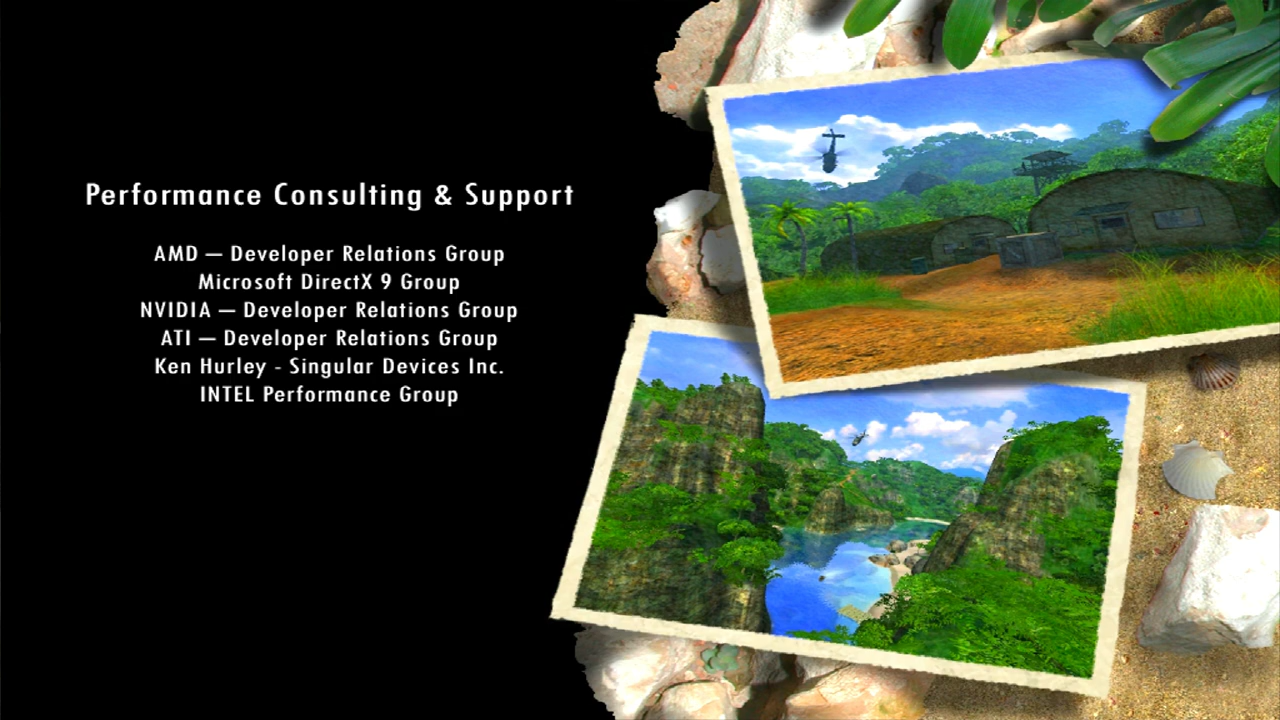 Performance Consulting & Support
AMD — Developer Relations Group
Microsoft DirectX 9 Group
NVIDIA — Developer Relations Group
ATI — Developer Relations Group
Ken Hurley - Singular Devices Inc.
INTEL Performance Group